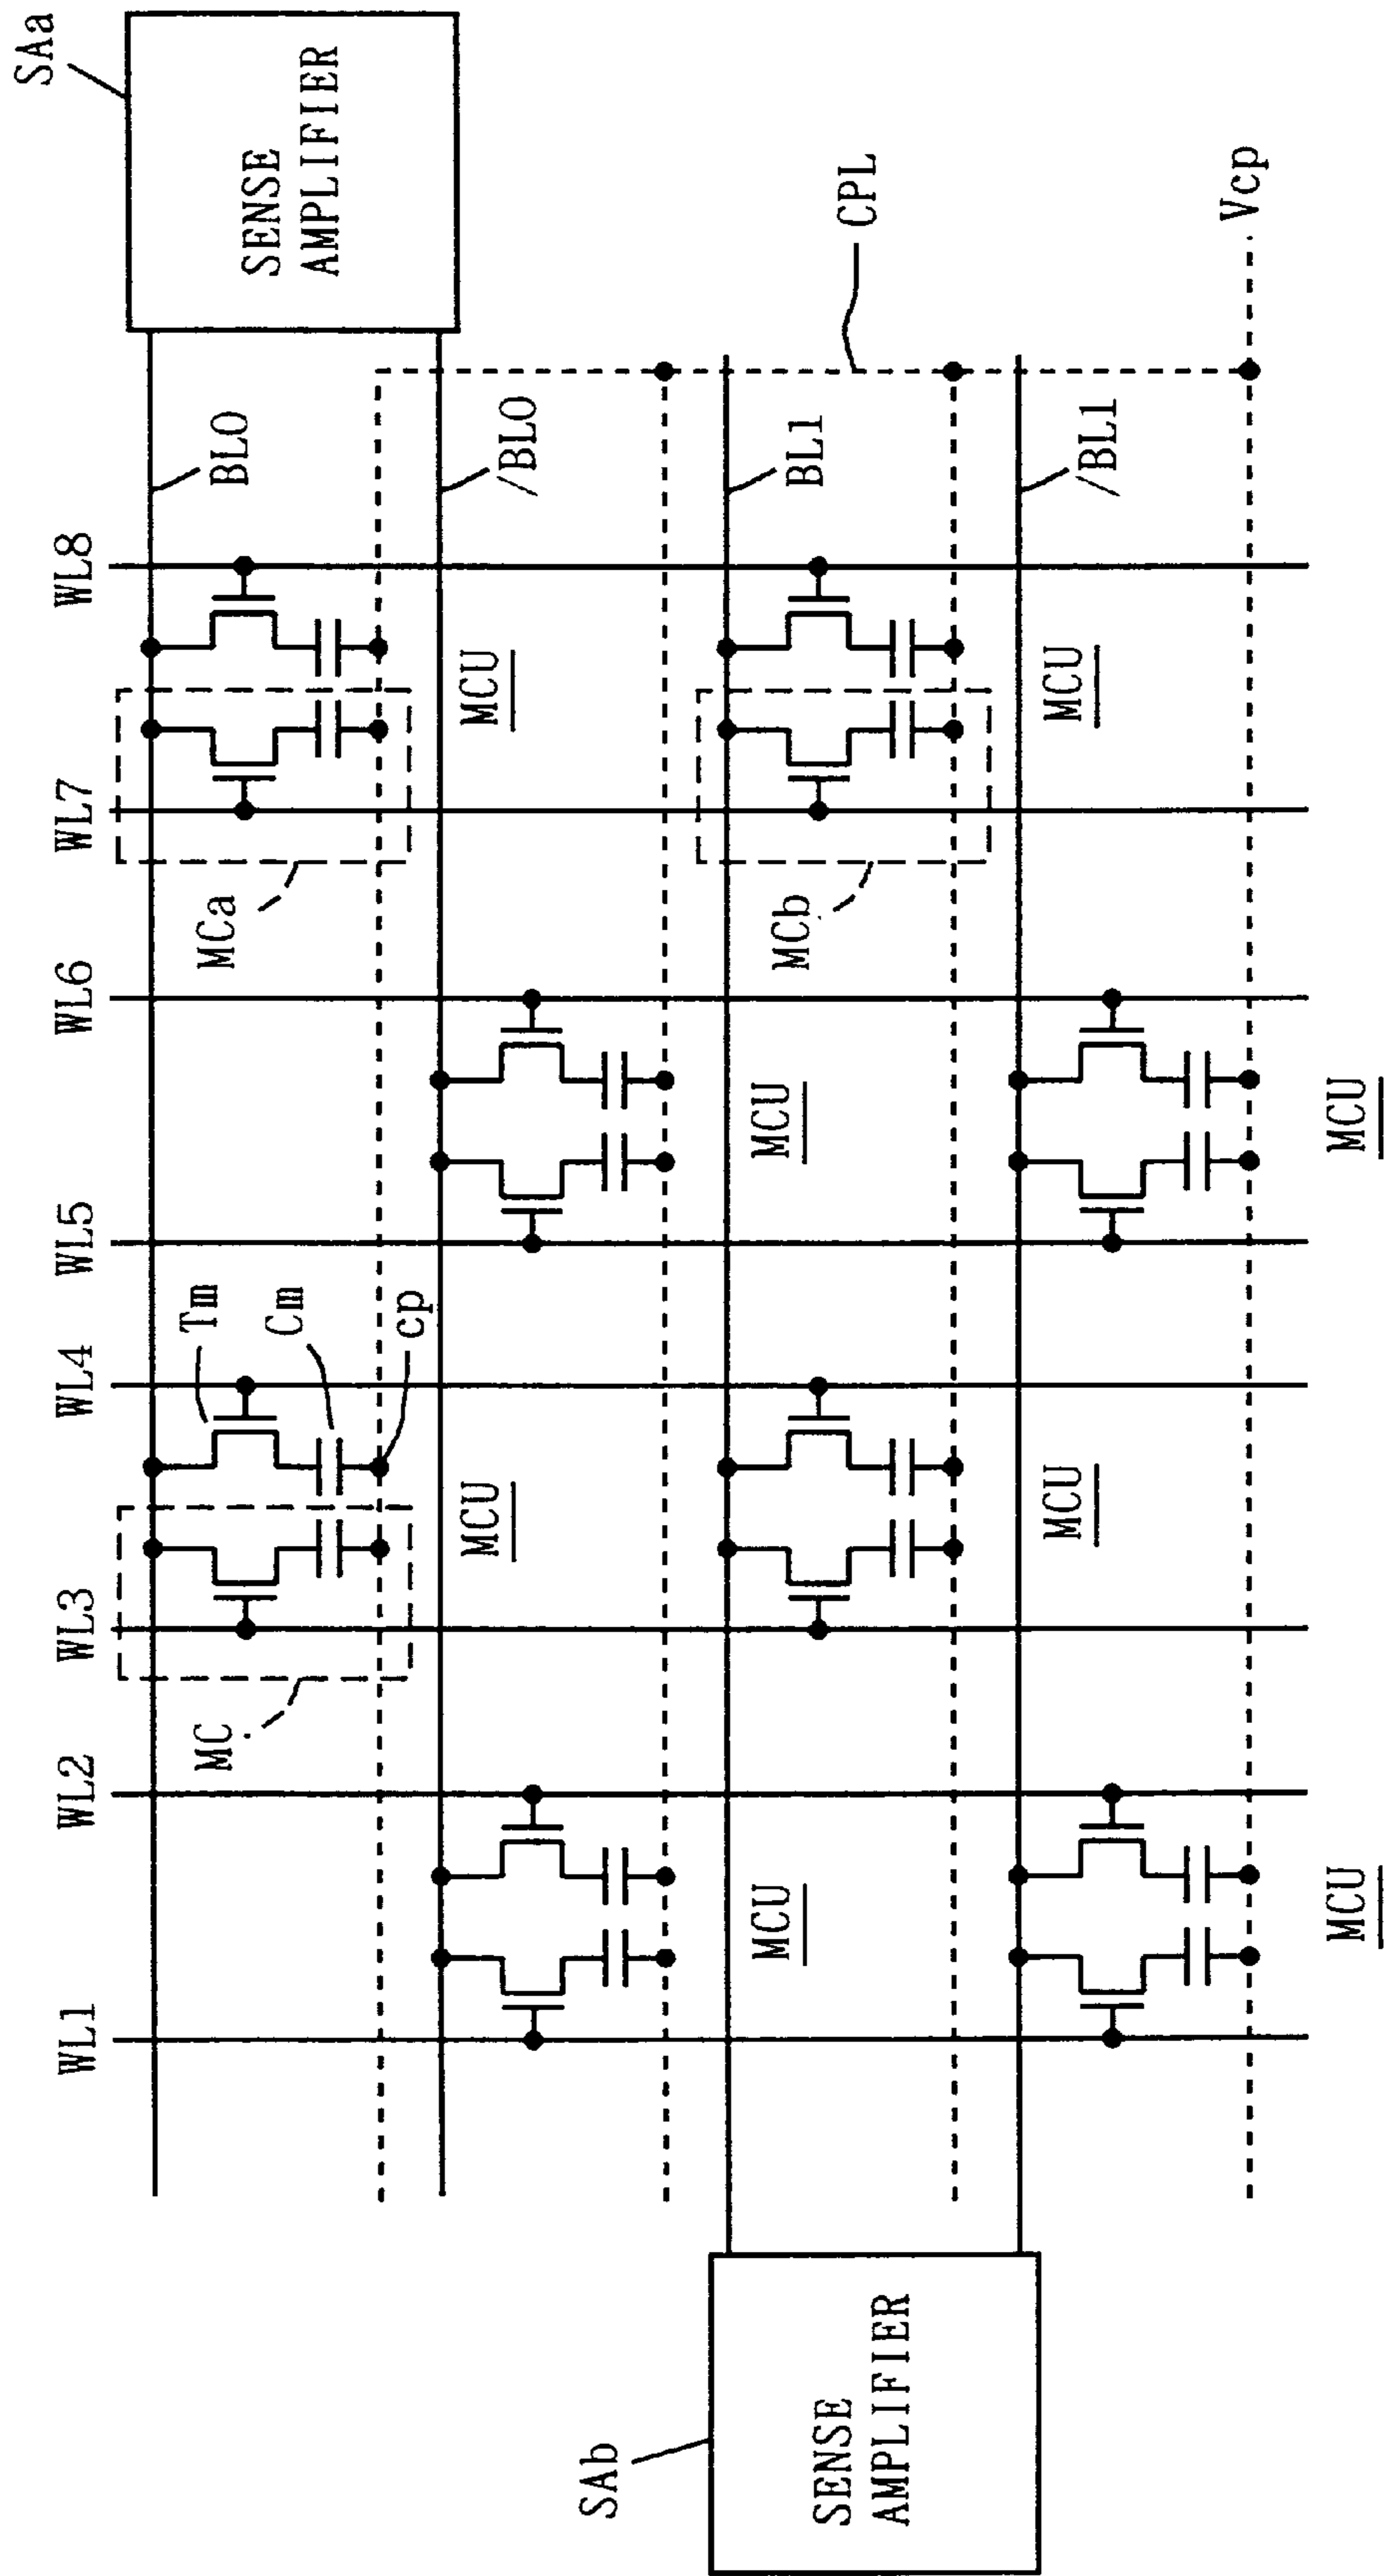 SAa
WL1
WL2
WL3
WL4
WL5
WL6
WL7
WL8
MC
Tm
Cm
cp
MCa
BL0
SENSE
AMPLIFIER
MCU
MCU
/BL0
SAb
MCU
MCU
MCb
BL1
CPL
SENSE
AMPLIFIER
MCU
MCU
/BL1
Vcp
MCU
MCU